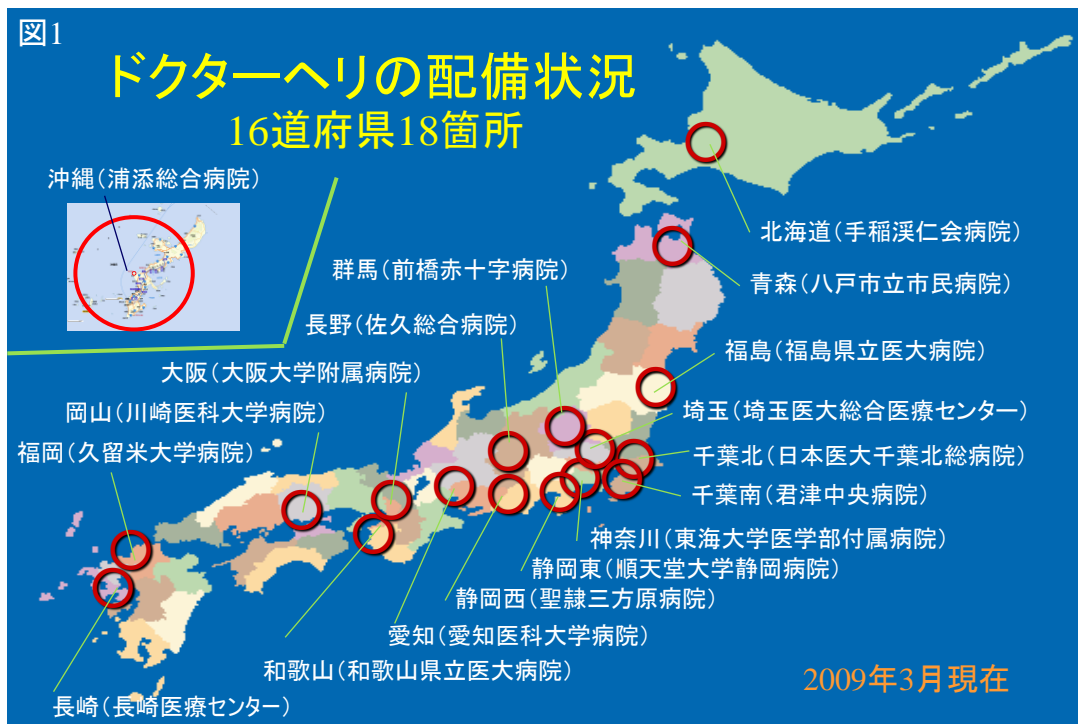 図1
ドクターヘリの配備状況
16道府県18箇所
沖縄(浦添総合病院)
北海道(手稲渓仁会病院)
群馬(前橋赤十字病院)
青森(八戸市立市民病院)
長野(佐久総合病院)
福島(福島県立医大病院)
大阪(大阪大学附属病院)
岡山(川崎医科大学病院)
埼玉(埼玉医大総合医療センター)
福岡(久留米大学病院)
千葉北(日本医大千葉北総病院)
千葉南(君津中央病院)
神奈川(東海大学医学部付属病院)
静岡東(順天堂大学静岡病院)
静岡西(聖隷三方原病院)
愛知(愛知医科大学病院)
和歌山(和歌山県立医大病院)
2009年3月現在
長崎(長崎医療センター)